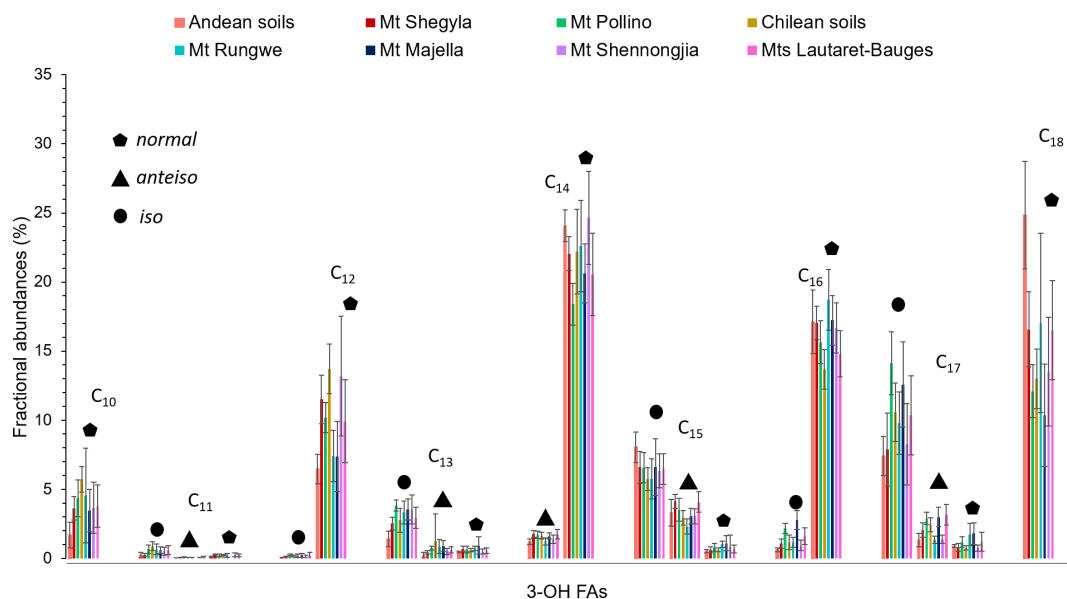 Andean soils Mt Shegyla Mt Pollino Chilean soils
Mt Rungwe Mt Majella Mt Shennongjia Mts Lautaret-Bauges
35
30
25
20
15
10
5
0
Fractional abundances (%)
normal
anteiso
iso
C10
C11
C12
C13
C14
C15
C16
C17
C18
3-OH FAs